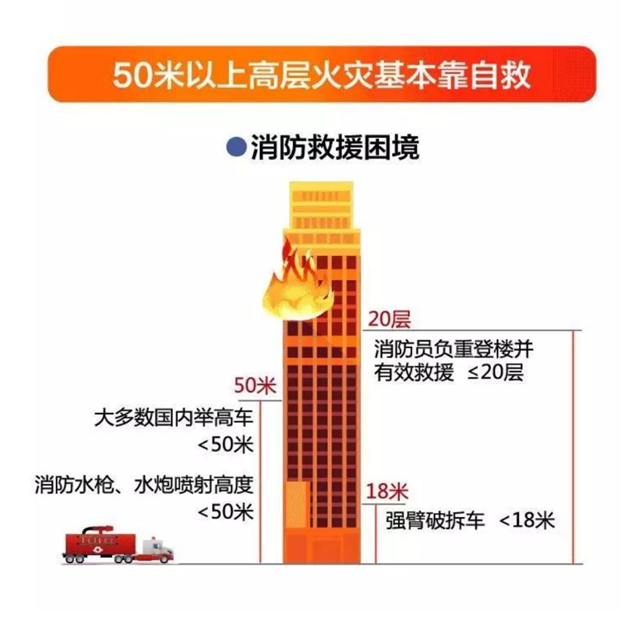 50米以上高层火灾基本靠自救
消防救援困境
20层
消防员负重登楼并
有效救援 ≤20层
50米
大多数国内举高车
<50米
消防水枪、水炮喷射高度
<50米
18米
强臂破拆车 <18米